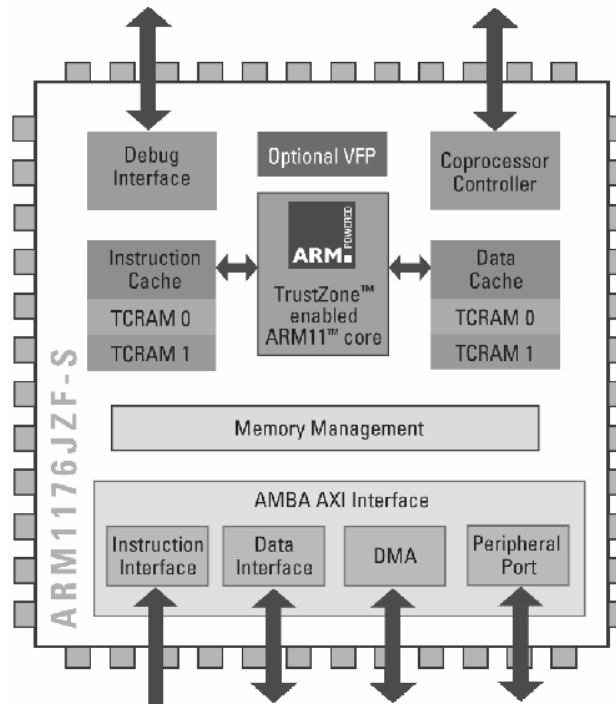 Debug
Interface
Optional VFP
Coprocessor
Controller
Instruction
Cache
TCRAM 0
TCRAM 1
ARM
POWERED
TrustZone™
enabled
ARM11™ core
Data
Cache
TCRAM 0
TCRAM 1
ARM1176JZF-S
Memory Management
AMBA AXI Interface
Instruction
Interface
Data
Interface
DMA
Peripheral
Port